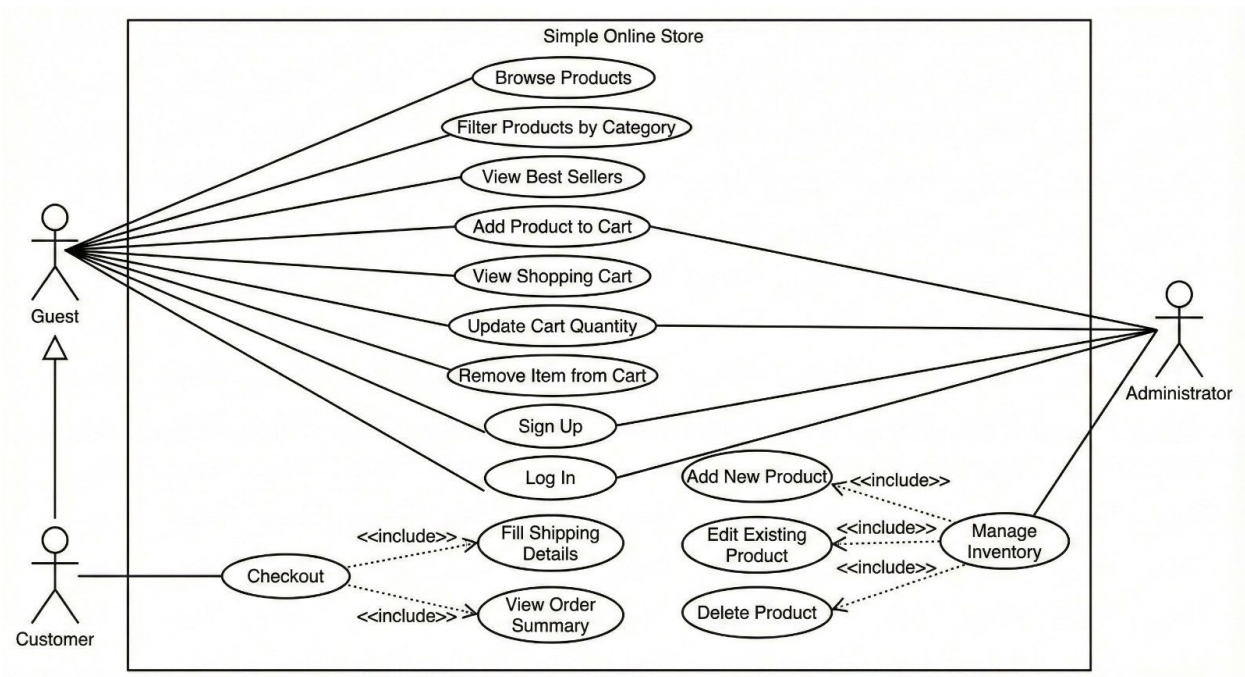 Simple Online Store
Browse Products
Filter Products by Category
View Best Sellers
Add Product to Cart
View Shopping Cart
Guest
Update Cart Quantity
Remove Item from Cart
Administrator
Sign Up
Log In
Add New Product
<<include>>
<<include>>
Fill Shipping
Details
Edit Existing
Product
<<include>>
Manage
Inventory
<<include>>
Checkout
<<include>>
View Order
Summary
Delete Product
Customer